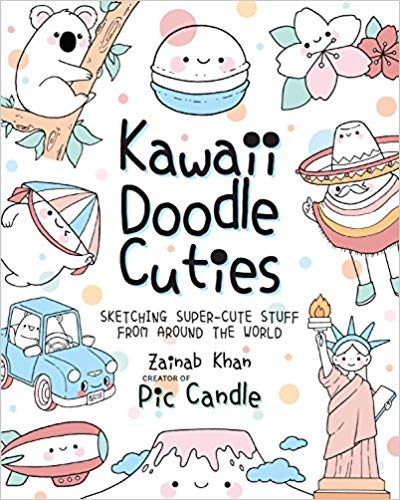 Kawaii
Doodle
Cuties
SKETCHING SUPER-CUTE STUFF
FROM AROUND THE WORLD
Zainab Khan
CREATOR OF
Pic Candle